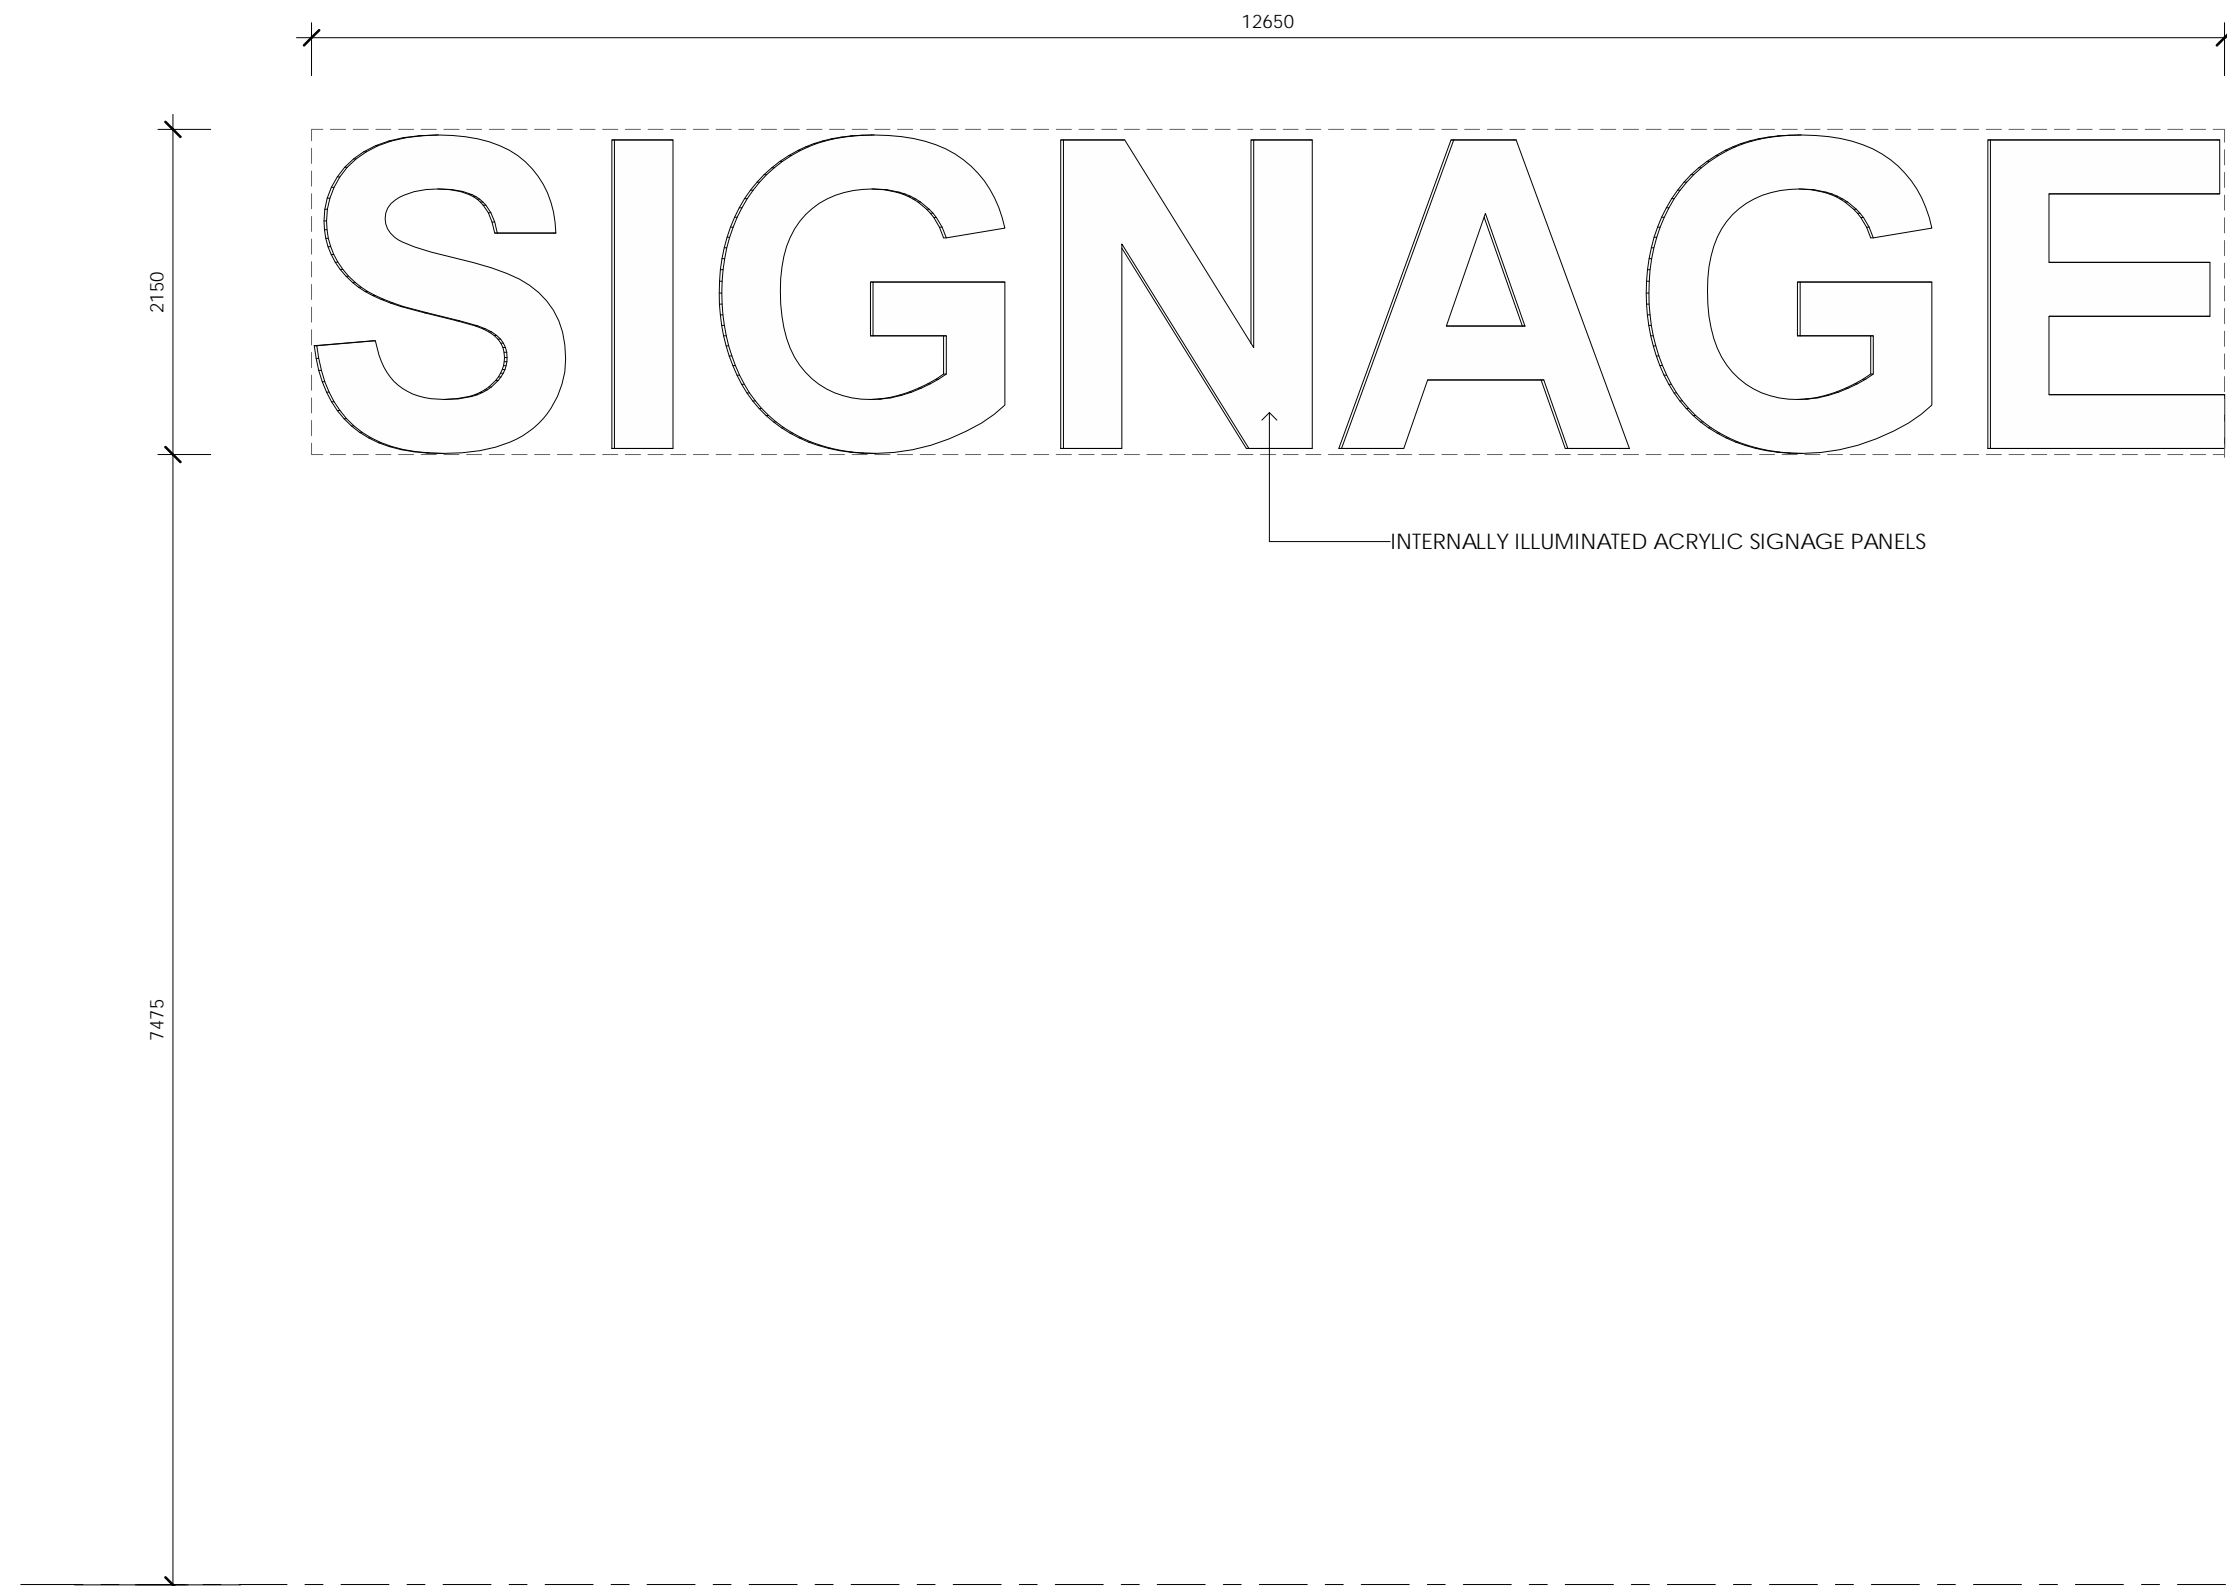 12650
SIGNAGE
2150
INTERNALLY ILLUMINATED ACRYLIC SIGNAGE PANELS
7475